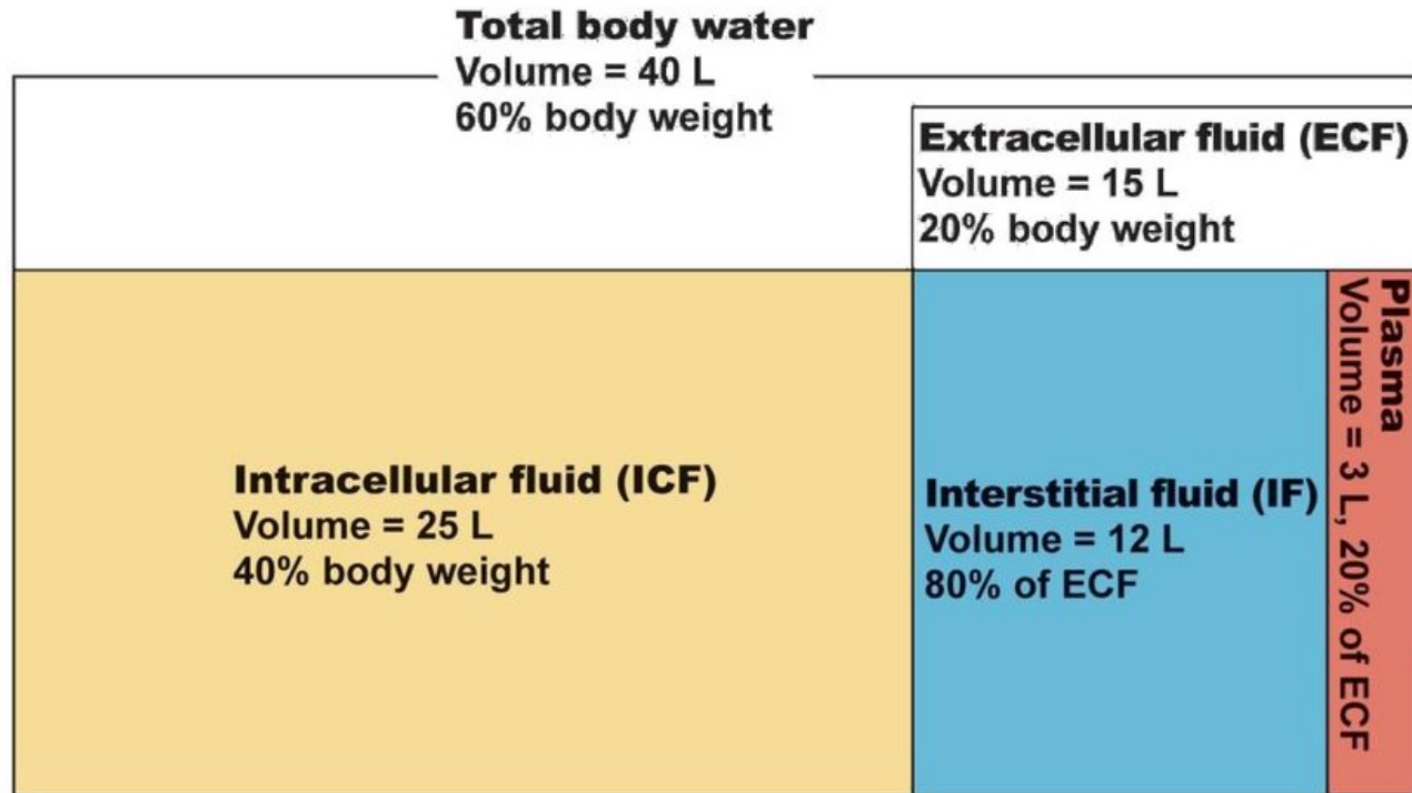 Total body water
Volume = 40 L
60% body weight
Extracellular fluid (ECF)
Volume = 15 L
20% body weight
Intracellular fluid (ICF)
Volume = 25 L
40% body weight
Interstitial fluid (IF)
Volume = 12 L
80% of ECF
Plasma
Volume = 3 L, 20% of ECF